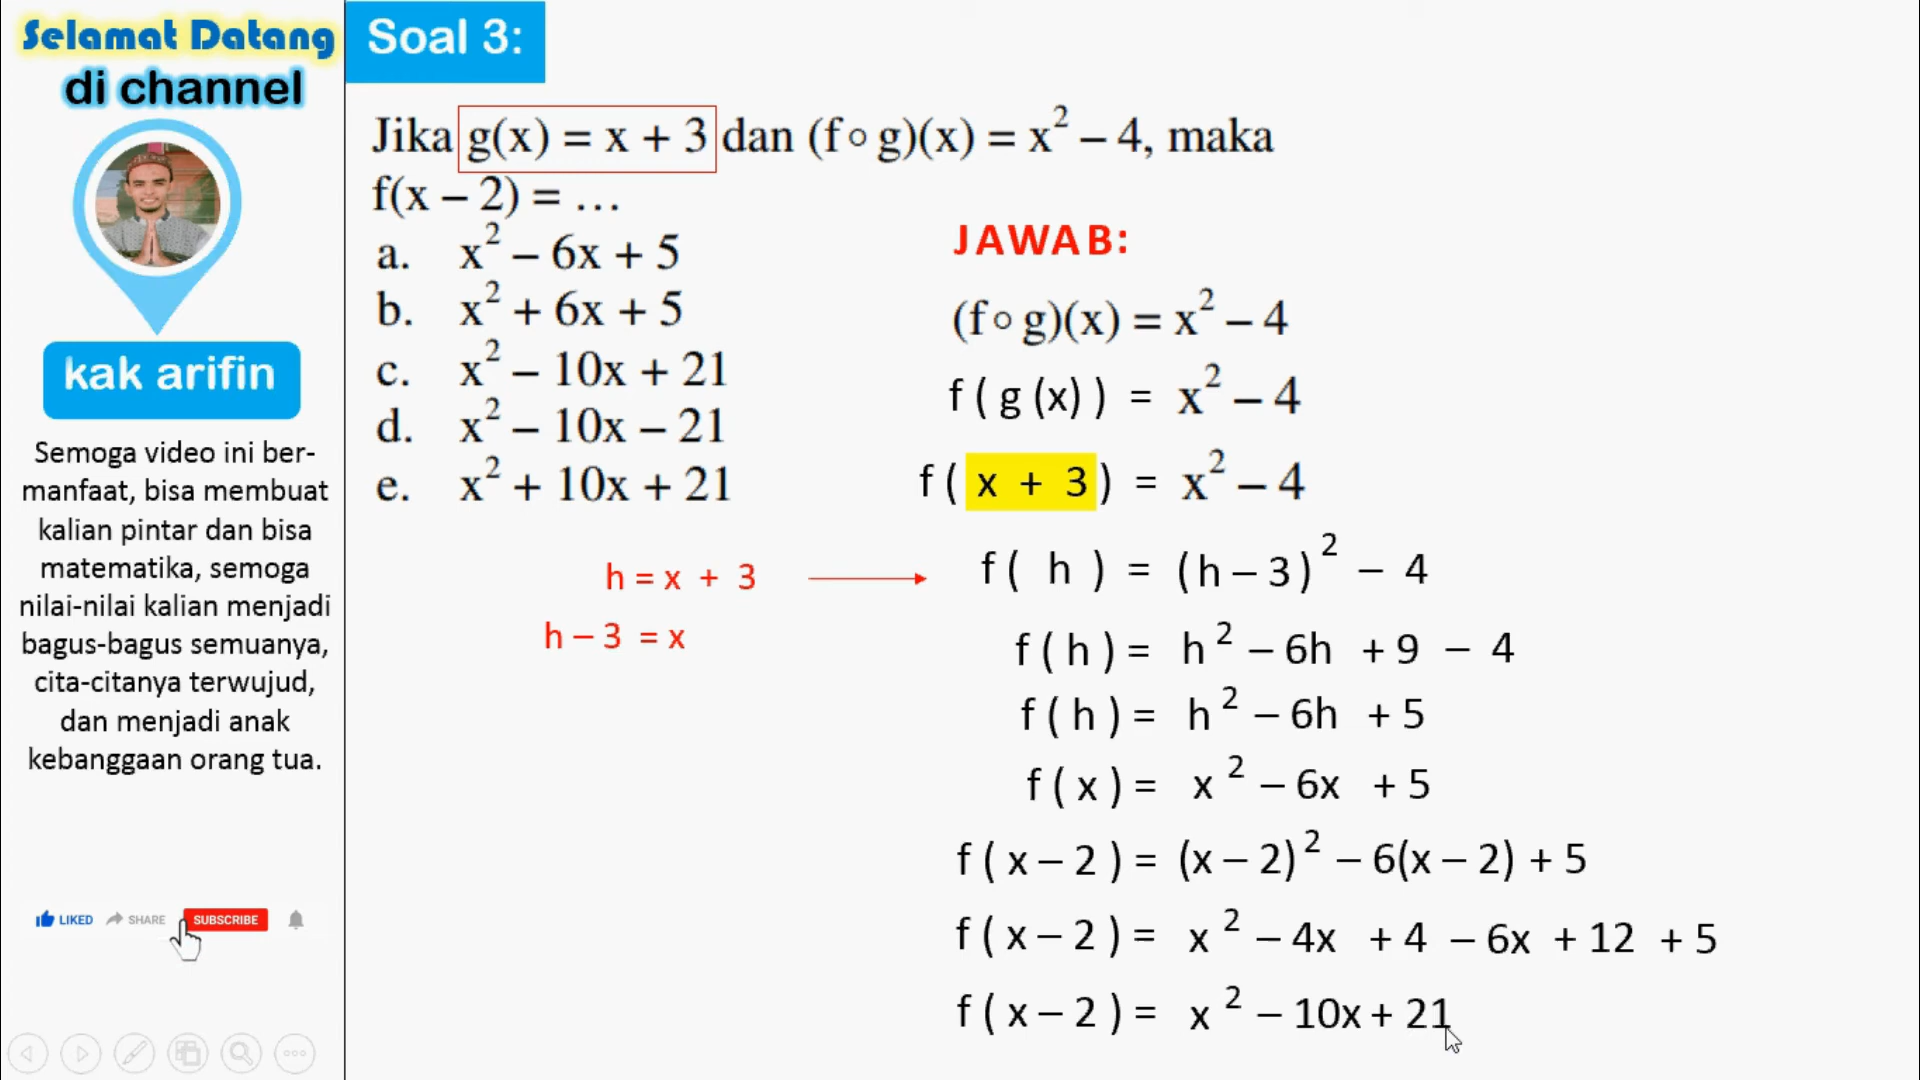 Selamat Datang
di channel
kak arifin
Semoga video ini ber-
manfaat, bisa membuat
kalian pintar dan bisa
matematika, semoga
nilai-nilai kalian menjadi
bagus-bagus semuanya,
cita-citanya terwujud,
dan menjadi anak
kebanggaan orang tua.
LIKED SHARE SUBSCRIBE
Soal 3:
Jika g(x) = x + 3 dan (f∘g)(x) = x² – 4, maka
f(x – 2) = …
a. x² – 6x + 5
b. x² + 6x + 5
c. x² – 10x + 21
d. x² – 10x – 21
e. x² + 10x + 21
h = x + 3
h – 3 = x
JAWAB:
(f∘g)(x) = x² – 4
f ( g (x) ) = x² – 4
f ( x + 3 ) = x² – 4
f ( h ) = (h – 3)² – 4
f ( h ) = h² – 6h + 9 – 4
f ( h ) = h² – 6h + 5
f ( x ) = x² – 6x + 5
f ( x – 2 ) = (x – 2)² – 6(x – 2) + 5
f ( x – 2 ) = x² – 4x + 4 – 6x + 12 + 5
f ( x – 2 ) = x² – 10x + 21